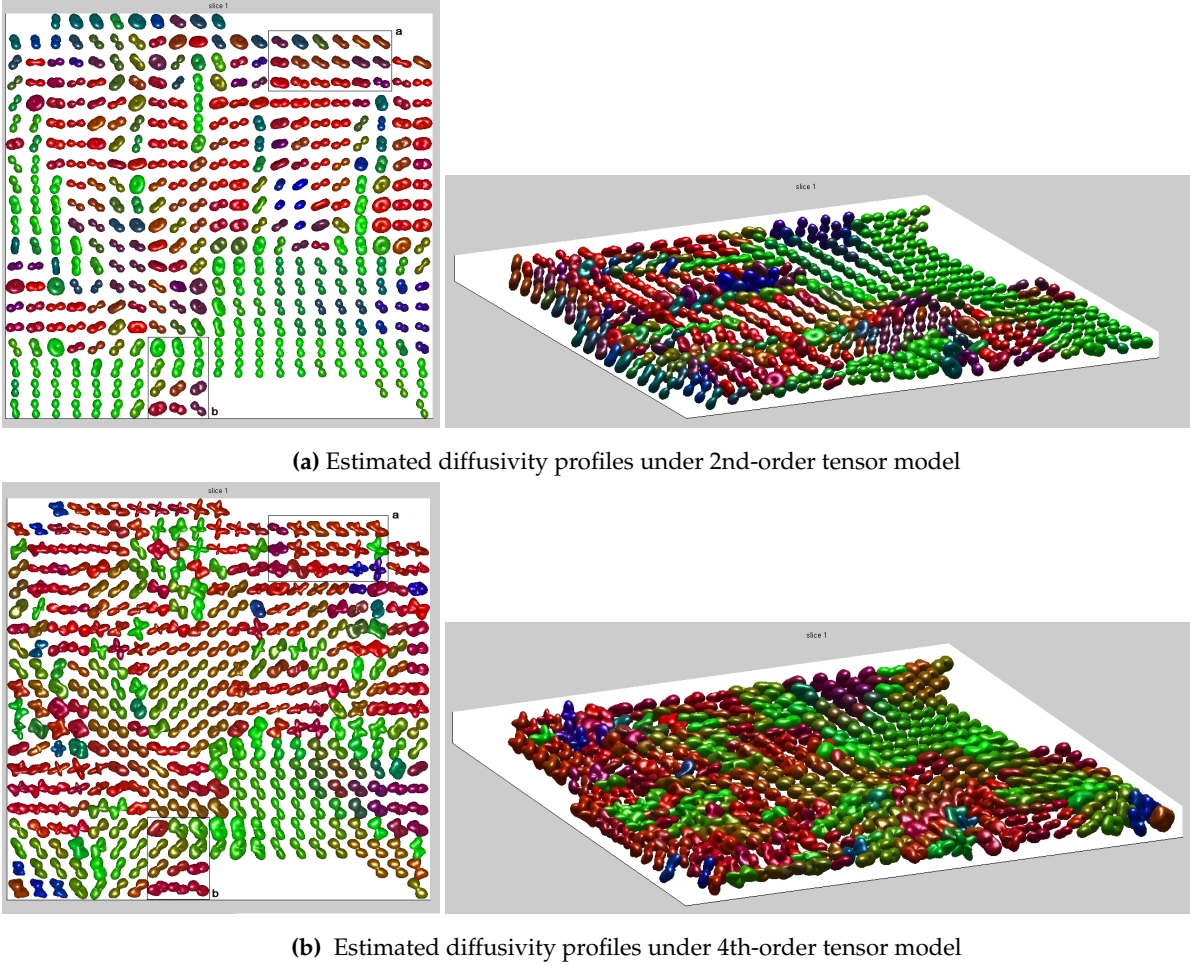 slice 1
a
b
slice 1
(a) Estimated diffusivity profiles under 2nd-order tensor model
slice 1
a
b
slice 1
(b) Estimated diffusivity profiles under 4th-order tensor model